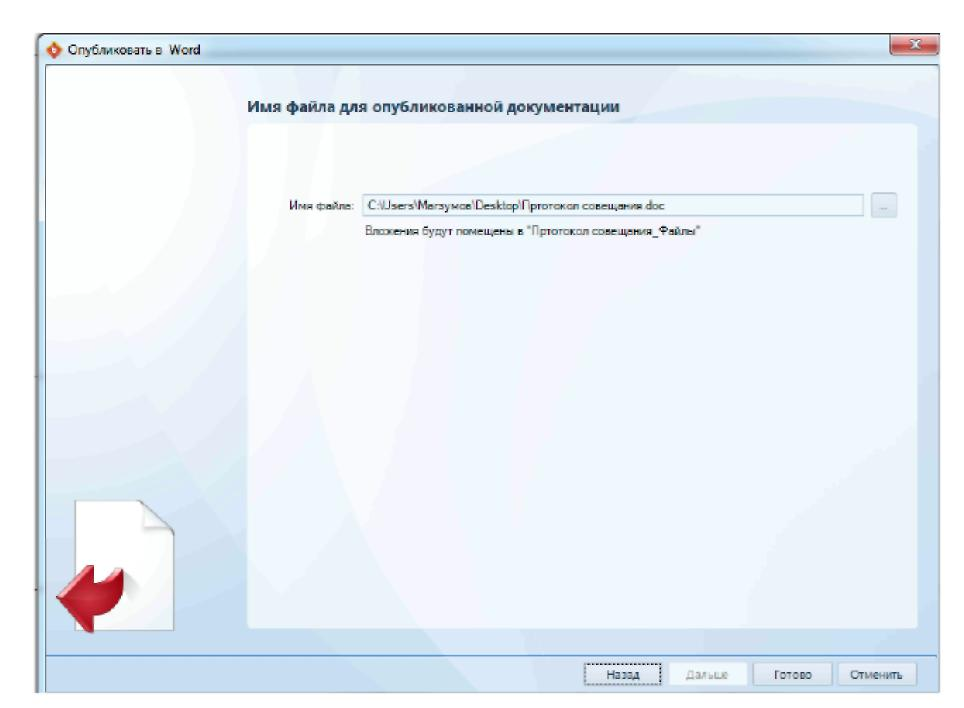 Опубликовать в Word
Имя файла для опубликованной документации
Имя файла: C:\Users\Магзумов\Desktop\Пртотокол совещания.doc
...
Вложения будут помещены в "Пртотокол совещания_Файлы"
Назад Дальше Готово Отменить